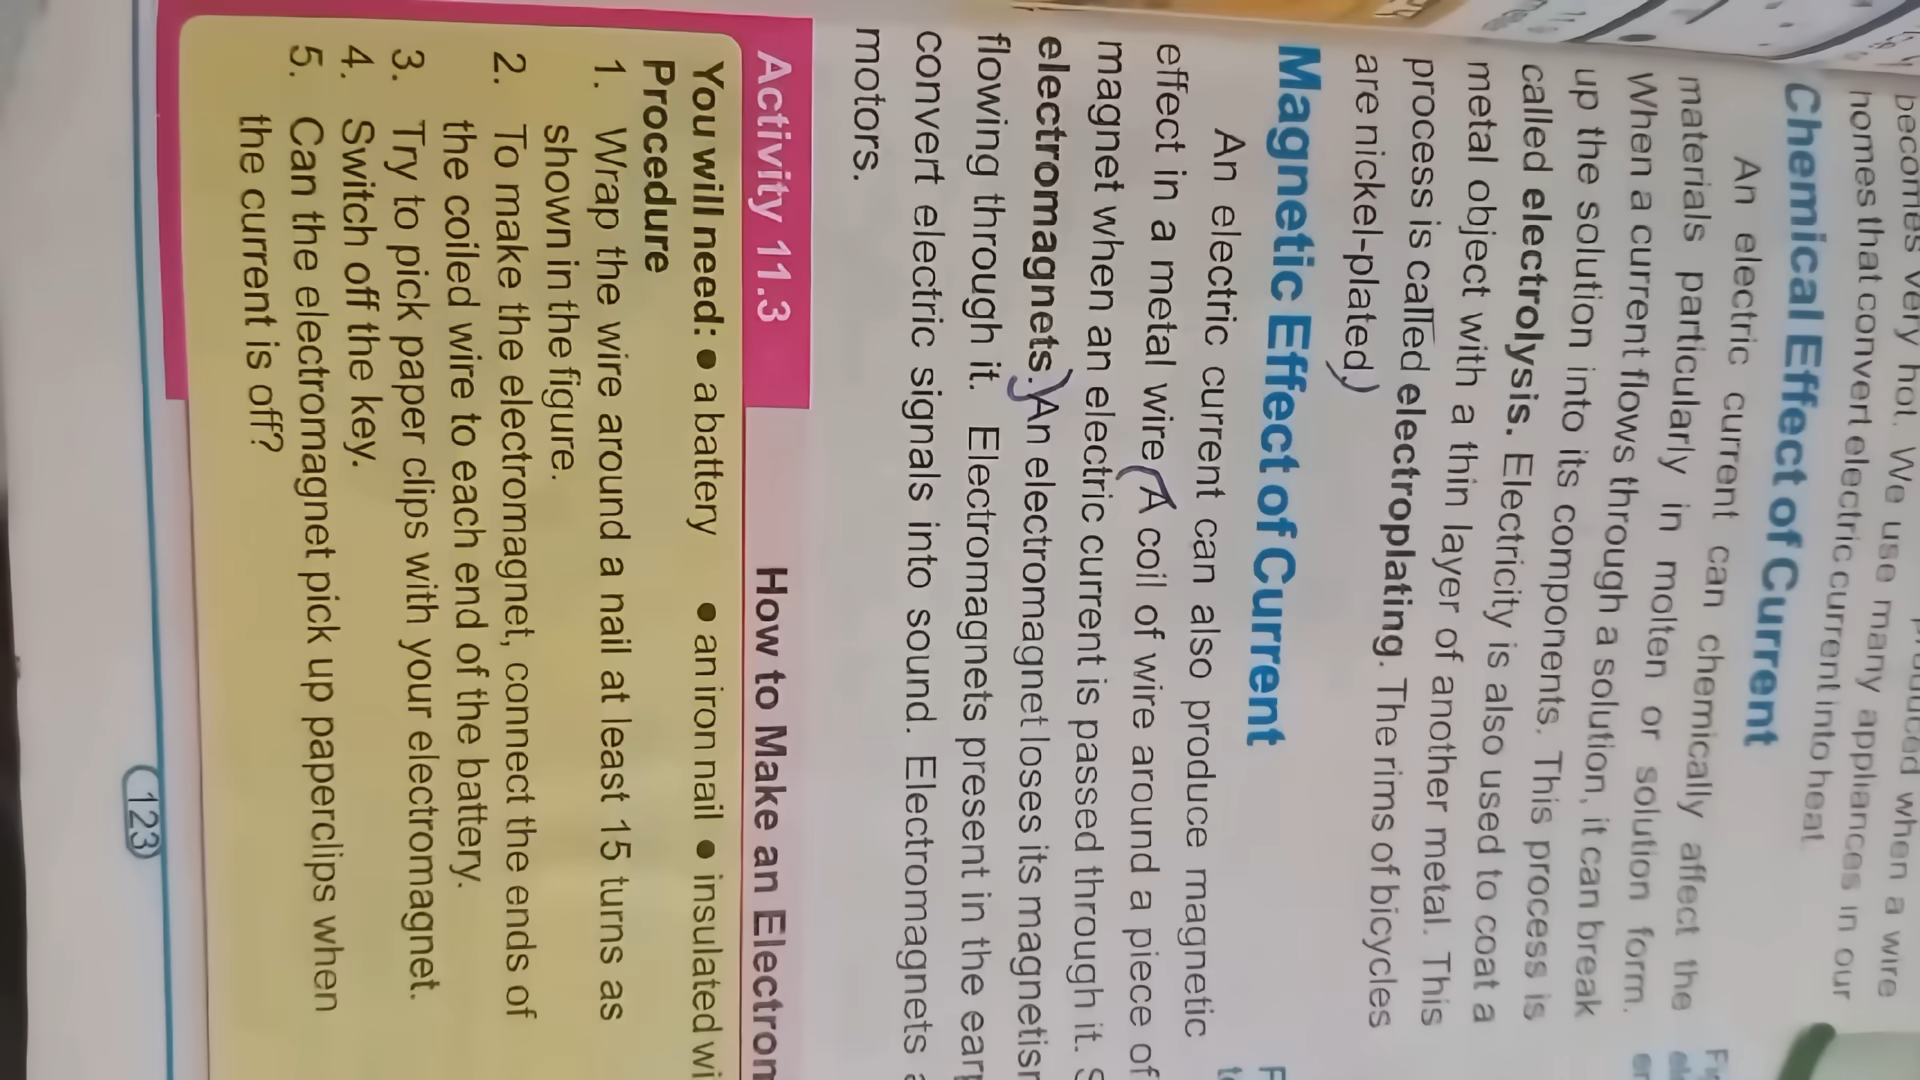 becomes very hot. We use many appliances in our
homes that convert electric current into heat.
Chemical Effect of Current
An electric current can chemically affect the
materials particularly in molten or solution form.
When a current flows through a solution, it can break
up the solution into its components. This process is
called electrolysis. Electricity is also used to coat a
metal object with a thin layer of another metal. This
process is called electroplating. The rims of bicycles
are nickel-plated.)
Magnetic Effect of Current
An electric current can also produce magnetic
effect in a metal wire (A coil of wire around a piece of
magnet when an electric current is passed through it.
electromagnets.) An electromagnet loses its
flowing through it. Electromagnets present in the
convert electric signals into sound. Electromagnets
motors.
Activity 11.3
How to Make an
You will need: • a battery • an iron nail • insulated
Procedure
1. Wrap the wire around a nail at least 15 turns as
shown in the figure.
2. To make the electromagnet, connect the ends of
the coiled wire to each end of the battery.
3. Try to pick paper clips with your electromagnet.
4. Switch off the key.
5. Can the electromagnet pick up paperclips when
the current is off?
123